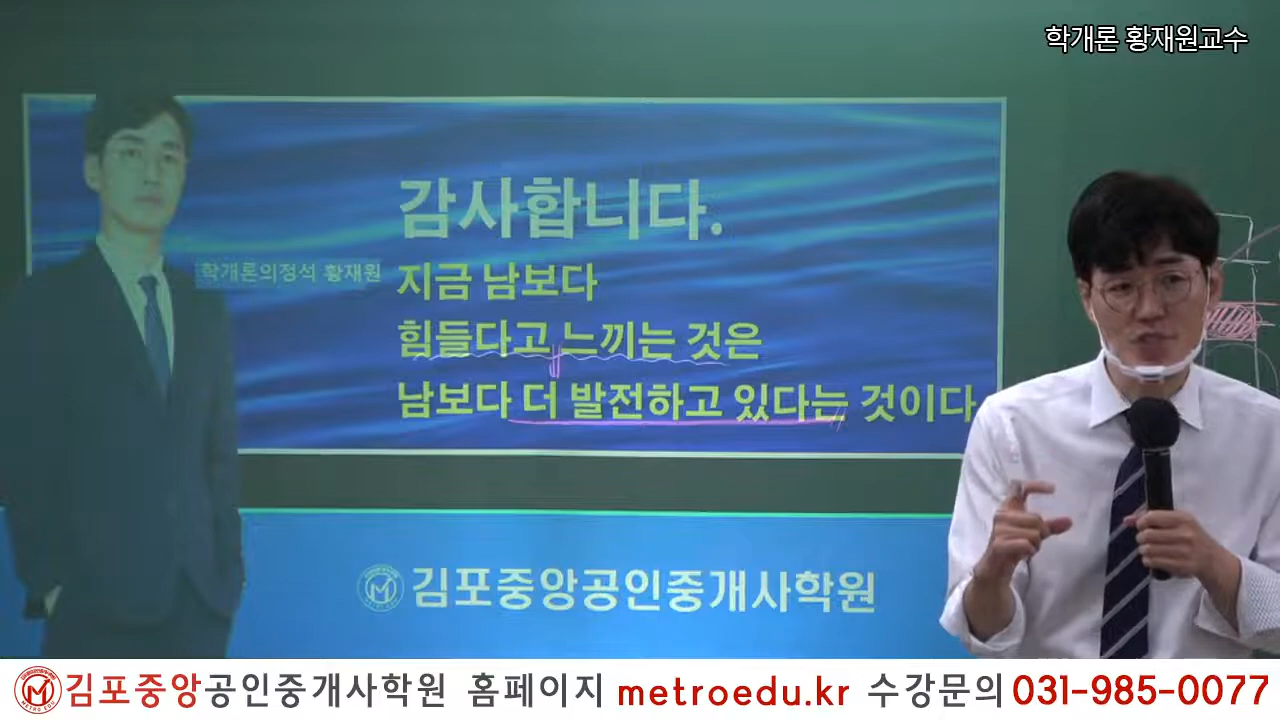 학개론 황재원교수
감사합니다.
학개론의정석 황재원
지금 남보다
힘들다고 느끼는 것은
남보다 더 발전하고 있다는 것이다
김포중앙공인중개사학원
김포중앙공인중개사학원 홈페이지 metroedu.kr 수강문의 031-985-0077